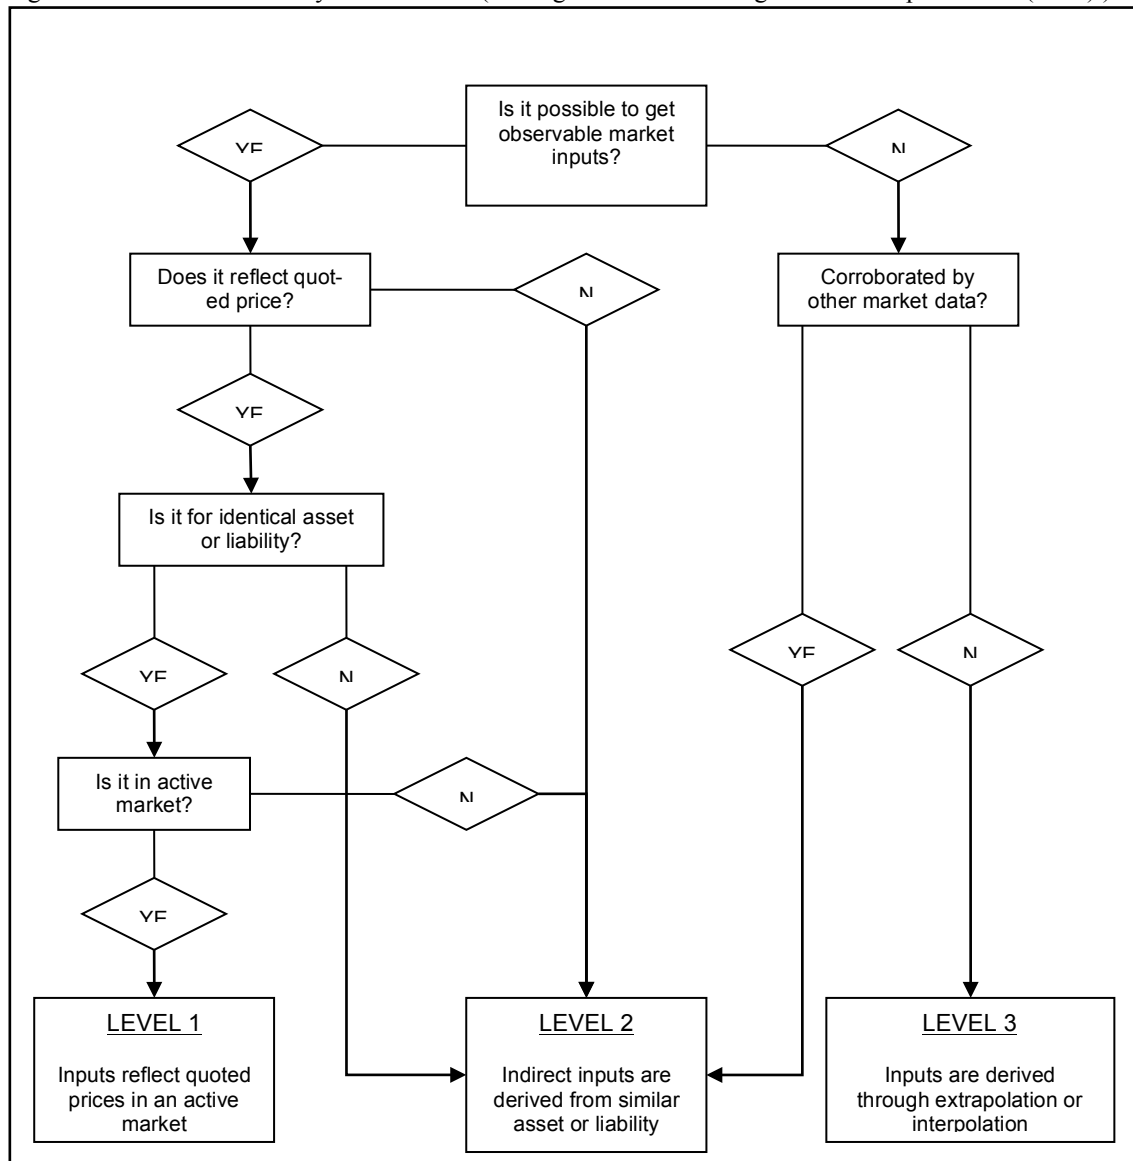 Is it possible to get
observable market
inputs?
YE
N
Does it reflect quot-
ed price?
N
Corroborated by
other market data?
YE
Is it for identical asset
or liability?
YE
N
YE
N
Is it in active
market?
N
YE
LEVEL 1
Inputs reflect quoted
prices in an active
market
LEVEL 2
Indirect inputs are
derived from similar
asset or liability
LEVEL 3
Inputs are derived
through extrapolation or
interpolation